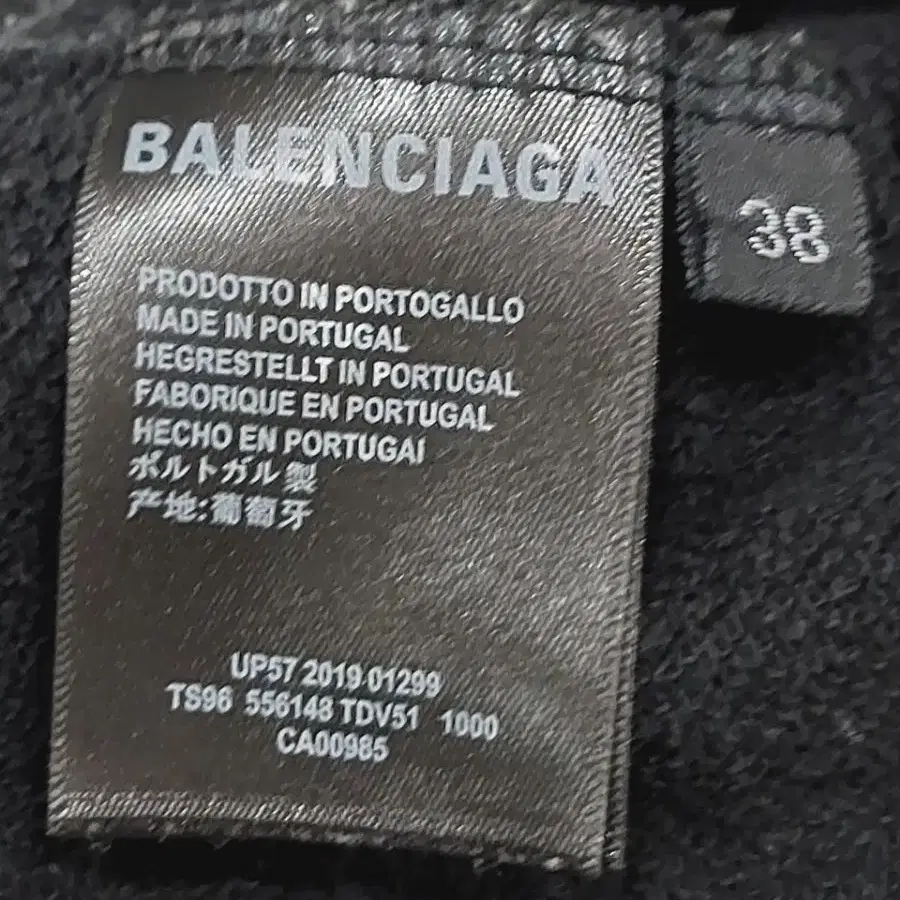 BALENCIAGA
38
PRODOTTO IN PORTOGALLO
MADE IN PORTUGAL
HEGRESTELLT IN PORTUGAL
FABORIQUE EN PORTUGAL
HECHO EN PORTUGAl
ポルトガル製
产地:葡萄牙
UP57 2019 01299
TS96 556148 TDV51 1000
CA00985